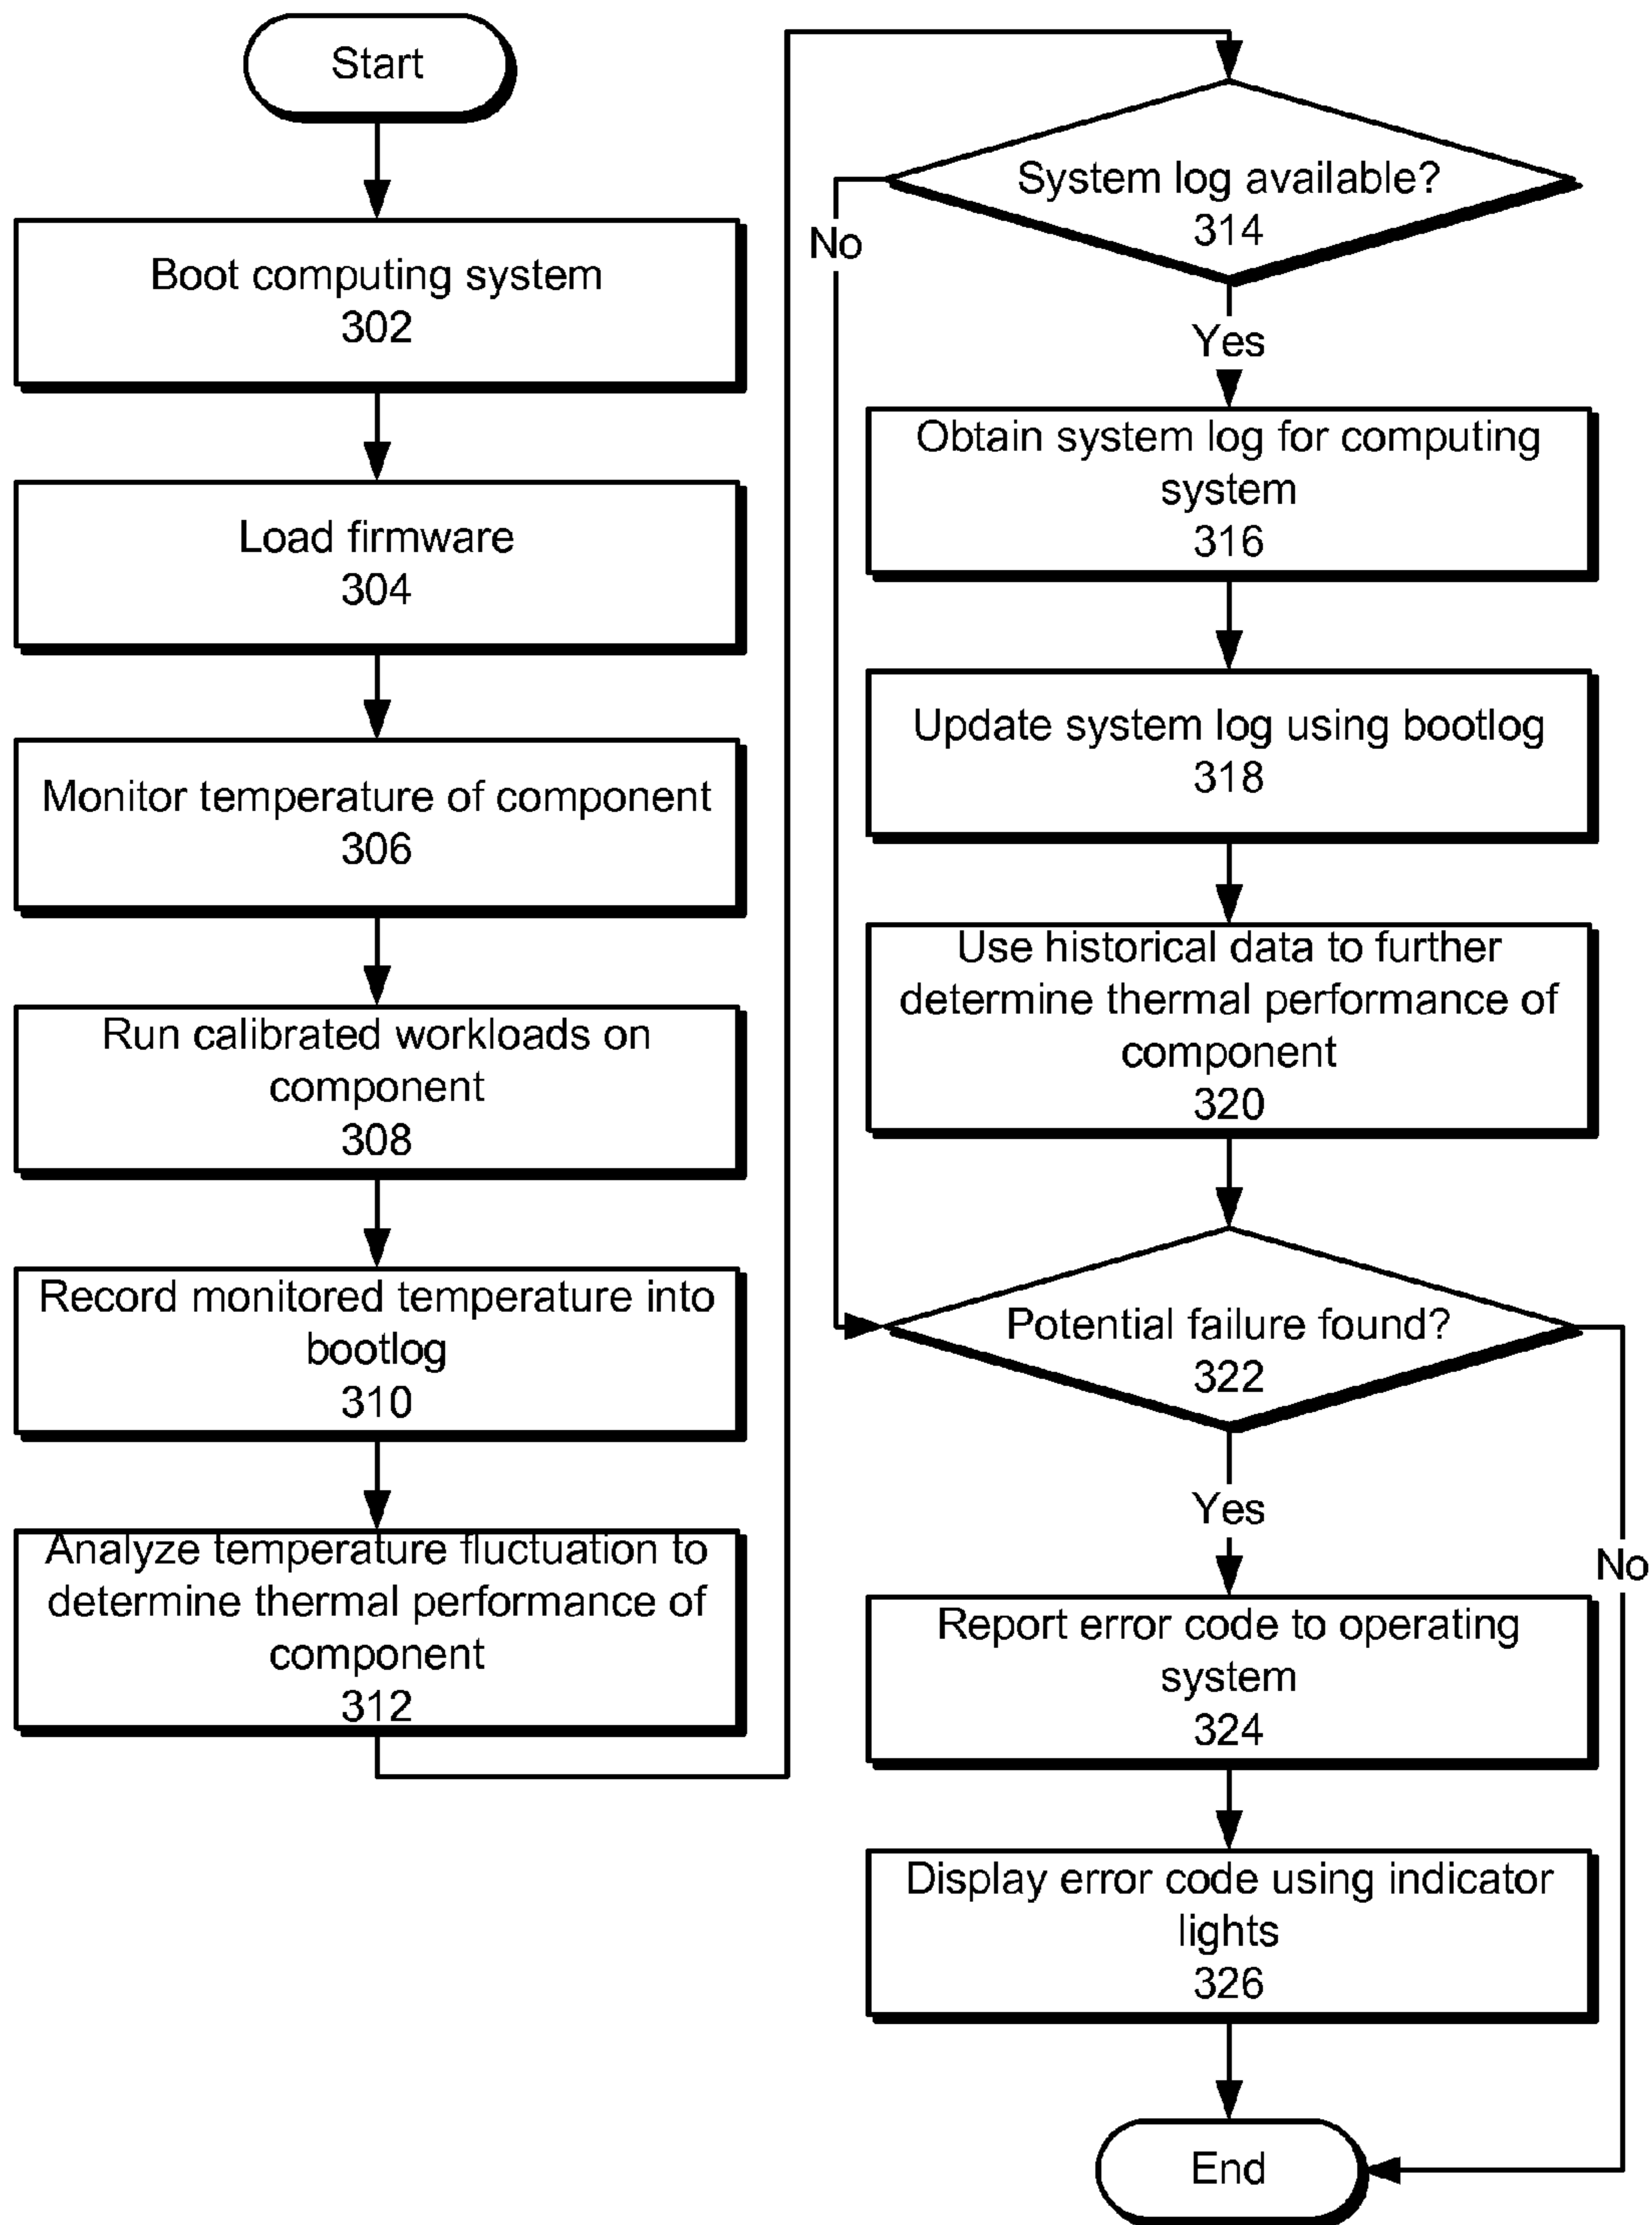 Start
Boot computing system
302
Load firmware
304
Monitor temperature of component
306
Run calibrated workloads on
component
308
Record monitored temperature into
bootlog
310
Analyze temperature fluctuation to
determine thermal performance of
component
312
System log available?
314
No
Yes
Obtain system log for computing
system
316
Update system log using bootlog
318
Use historical data to further
determine thermal performance of
component
320
Potential failure found?
322
Yes
No
Report error code to operating
system
324
Display error code using indicator
lights
326
End